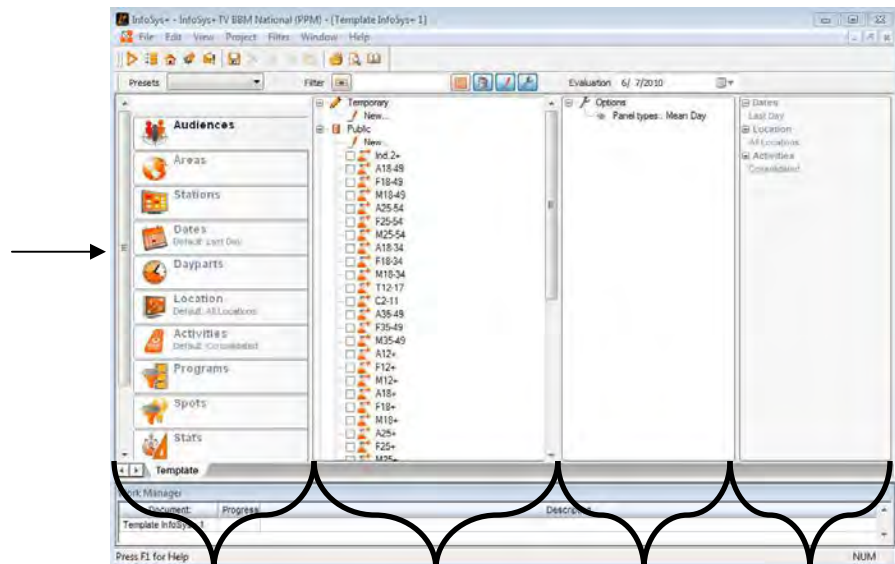 InfoSys+ - InfoSys+ TV BBM National (PPM) - [Template InfoSys+ 1]
File Edit View Project Filter Window Help
Presets
Filter
Evaluation 6/ 7/2010
Audiences
Areas
Stations
Dates
Default: Last Day
Dayparts
Location
Default: All Locations
Activities
Default: Consolidated
Programs
Spots
Stats
Temporary
New...
Public
New...
Ind.2+
A18-49
F18-49
M18-49
A25-54
F25-54
M25-54
A18-34
F18-34
M18-34
T12-17
C2-11
A35-49
F35-49
M35-49
A12+
F12+
M12+
A18+
F18+
M18+
A25+
F25+
M25+
Options
Panel types.: Mean Day
Dates
Last Day
Location
All Locations
Activities
Consolidated
Template
Work Manager
Document: Progress
Template InfoSys+ 1
Press F1 for Help
NUM